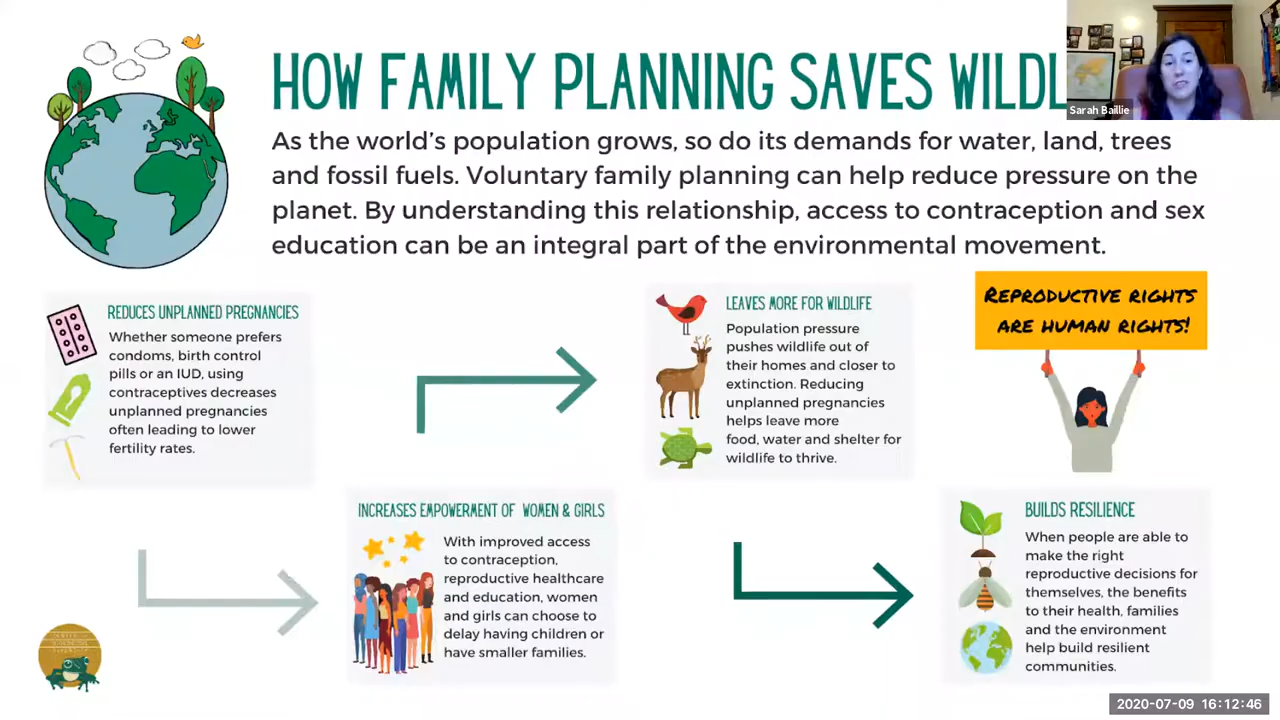 HOW FAMILY PLANNING SAVES WILDL
Sarah Baillie
As the world's population grows, so do its demands for water, land, trees
and fossil fuels. Voluntary family planning can help reduce pressure on the
planet. By understanding this relationship, access to contraception and sex
education can be an integral part of the environmental movement.
REDUCES UNPLANNED PREGNANCIES
Whether someone prefers
condoms, birth control
pills or an IUD, using
contraceptives decreases
unplanned pregnancies
often leading to lower
fertility rates.
INCREASES EMPOWERMENT OF WOMEN & GIRLS
With improved access
to contraception,
reproductive healthcare
and education, women
and girls can choose to
delay having children or
have smaller families.
LEAVES MORE FOR WILDLIFE
Population pressure
pushes wildlife out of
their homes and closer to
extinction. Reducing
unplanned pregnancies
helps leave more
food, water and shelter for
wildlife to thrive.
REPRODUCTIVE RIGHTS
ARE HUMAN RIGHTS!
BUILDS RESILIENCE
When people are able to
make the right
reproductive decisions for
themselves, the benefits
to their health, families
and the environment
help build resilient
communities.
2020-07-09 16:12:46